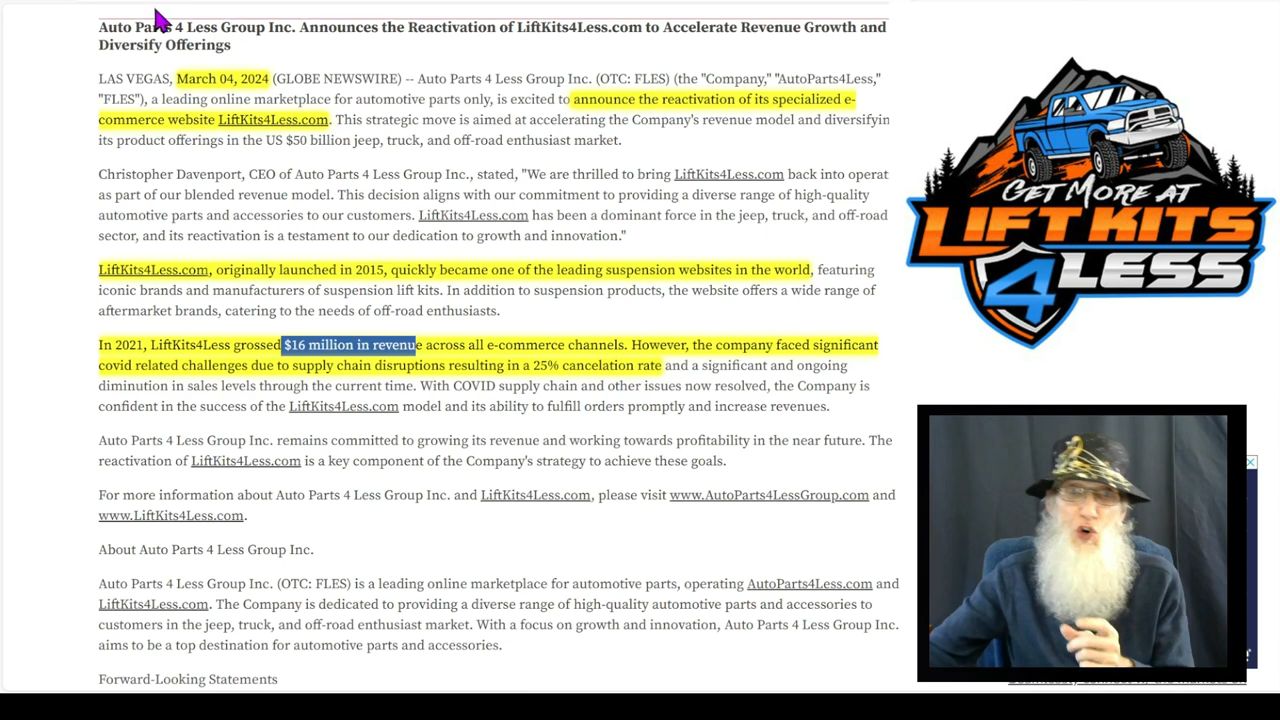 Auto Parts 4 Less Group Inc. Announces the Reactivation of LiftKits4Less.com to Accelerate Revenue Growth and
Diversify Offerings
LAS VEGAS, March 04, 2024 (GLOBE NEWSWIRE) -- Auto Parts 4 Less Group Inc. (OTC: FLES) (the "Company," "AutoParts4Less,"
"FLES"), a leading online marketplace for automotive parts only, is excited to announce the reactivation of its specialized e-
commerce website LiftKits4Less.com. This strategic move is aimed at accelerating the Company's revenue model and diversifyin
its product offerings in the US $50 billion jeep, truck, and off-road enthusiast market.
Christopher Davenport, CEO of Auto Parts 4 Less Group Inc., stated, "We are thrilled to bring LiftKits4Less.com back into operat
as part of our blended revenue model. This decision aligns with our commitment to providing a diverse range of high-quality
automotive parts and accessories to our customers. LiftKits4Less.com has been a dominant force in the jeep, truck, and off-road
sector, and its reactivation is a testament to our dedication to growth and innovation."
LiftKits4Less.com, originally launched in 2015, quickly became one of the leading suspension websites in the world, featuring
iconic brands and manufacturers of suspension lift kits. In addition to suspension products, the website offers a wide range of
aftermarket brands, catering to the needs of off-road enthusiasts.
In 2021, LiftKits4Less grossed $16 million in revenue across all e-commerce channels. However, the company faced significant
covid related challenges due to supply chain disruptions resulting in a 25% cancelation rate and a significant and ongoing
diminution in sales levels through the current time. With COVID supply chain and other issues now resolved, the Company is
confident in the success of the LiftKits4Less.com model and its ability to fulfill orders promptly and increase revenues.
Auto Parts 4 Less Group Inc. remains committed to growing its revenue and working towards profitability in the near future. The
reactivation of LiftKits4Less.com is a key component of the Company's strategy to achieve these goals.
For more information about Auto Parts 4 Less Group Inc. and LiftKits4Less.com, please visit www.AutoParts4LessGroup.com and
www.LiftKits4Less.com.
About Auto Parts 4 Less Group Inc.
Auto Parts 4 Less Group Inc. (OTC: FLES) is a leading online marketplace for automotive parts, operating AutoParts4Less.com and
LiftKits4Less.com. The Company is dedicated to providing a diverse range of high-quality automotive parts and accessories to
customers in the jeep, truck, and off-road enthusiast market. With a focus on growth and innovation, Auto Parts 4 Less Group Inc.
aims to be a top destination for automotive parts and accessories.
Forward-Looking Statements
GET MORE AT
LIFT KITS
4 LESS